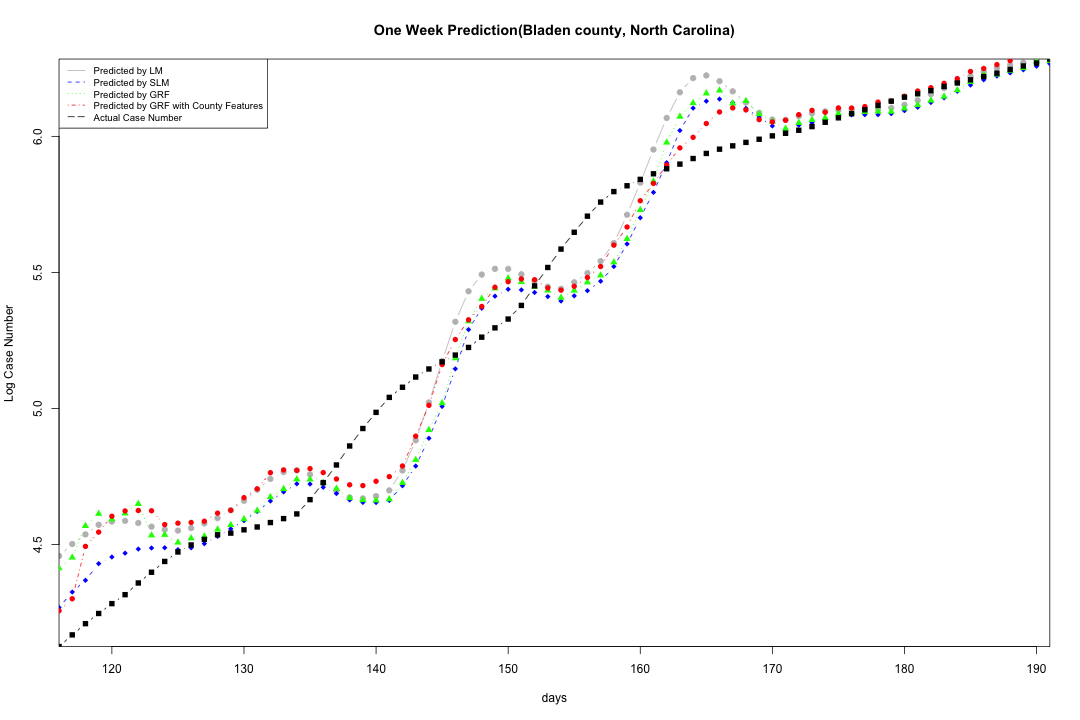 One Week Prediction(Bladen county, North Carolina)
Predicted by LM
Predicted by SLM
Predicted by GRF
Predicted by GRF with County Features
Actual Case Number
6.0
5.5
5.0
4.5
Log Case Number
120 130 140 150 160 170 180 190
days